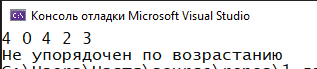 Консоль отладки Microsoft Visual Studio
4 0 4 2 3
Не упорядочен по возрастанию